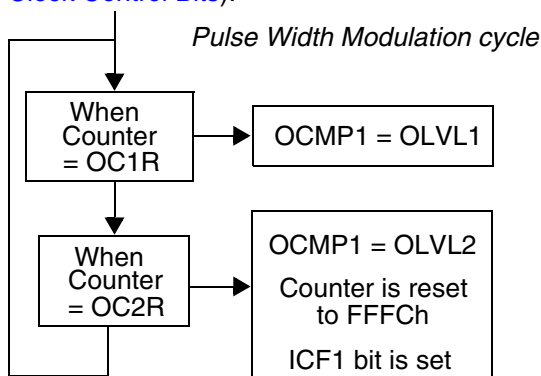 Clock Control Bits).
Pulse Width Modulation cycle
When
Counter
= OC1R
OCMP1 = OLVL1
When
Counter
= OC2R
OCMP1 = OLVL2
Counter is reset
to FFFCh
ICF1 bit is set